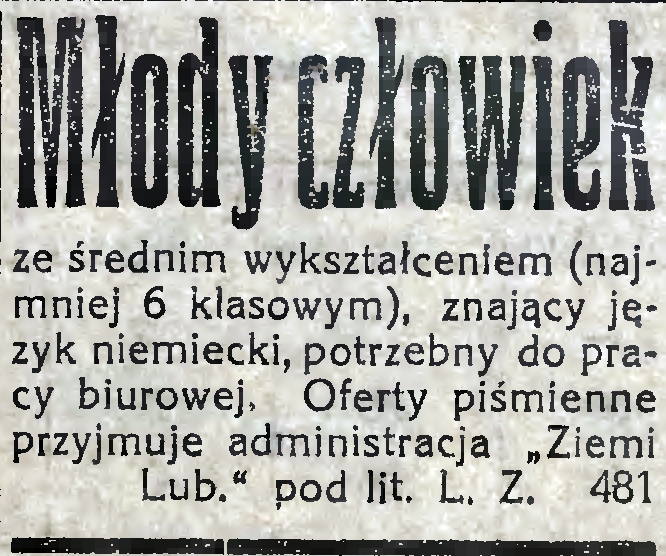 Młody człowiek
ze średnim wykształceniem (naj-
mniej 6 klasowym), znający ję-
zyk niemiecki, potrzebny do pra-
cy biurowej. Oferty piśmienne
przyjmuje administracja „Ziemi
Lub.“ pod lit. L. Z. 481